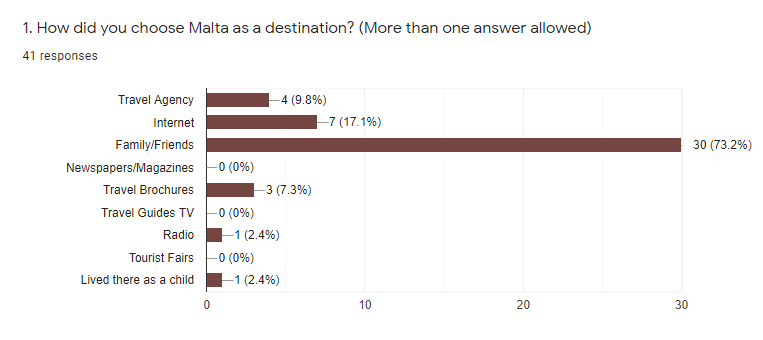 1. How did you choose Malta as a destination? (More than one answer allowed)
41 responses
Travel Agency 4 (9.8%)
Internet 7 (17.1%)
Family/Friends 30 (73.2%)
Newspapers/Magazines 0 (0%)
Travel Brochures 3 (7.3%)
Travel Guides TV 0 (0%)
Radio 1 (2.4%)
Tourist Fairs 0 (0%)
Lived there as a child 1 (2.4%)
0 10 20 30